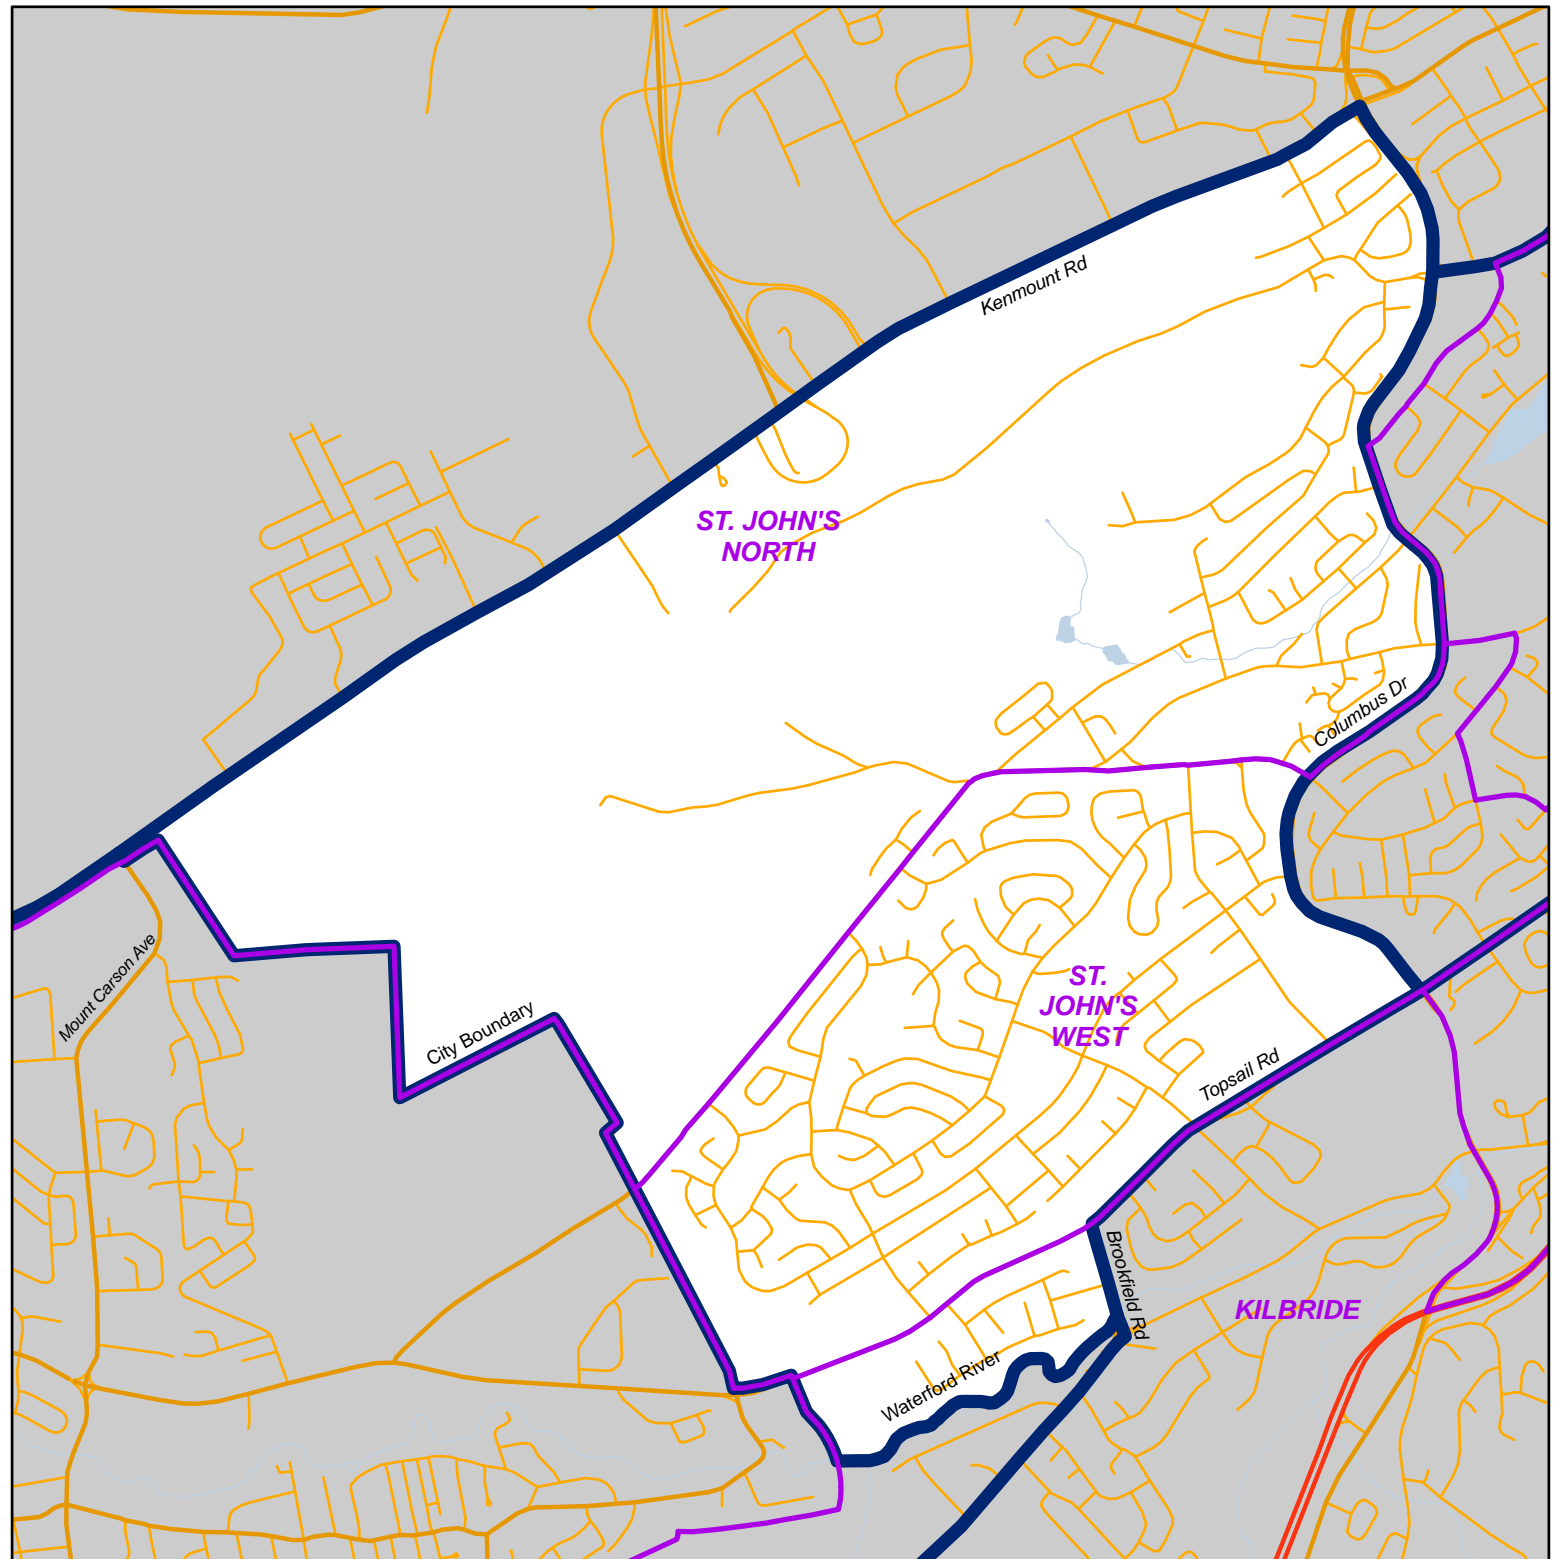 Kenmount Rd
ST. JOHN'S
NORTH
Columbus Dr
Mount Carson Ave
City Boundary
ST.
JOHN'S
WEST
Topsail Rd
Brookfield Rd
KILBRIDE
Waterford River